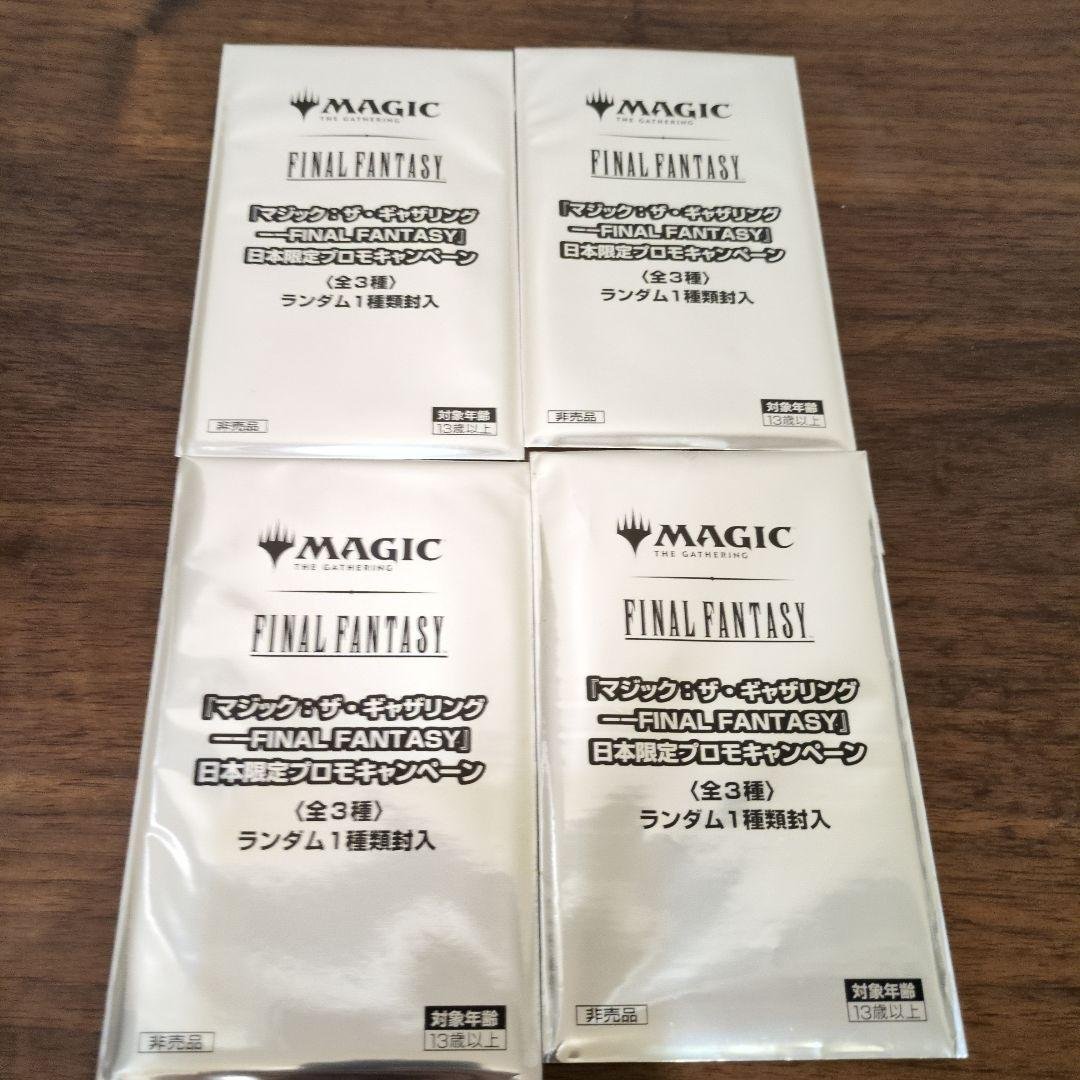 MAGIC
THE GATHERING
FINAL FANTASY
『マジック：ザ・ギャザリング
──FINAL FANTASY』
日本限定プロモキャンペーン
〈全3種〉
ランダム1種類封入
非売品
対象年齢
13歳以上
MAGIC
THE GATHERING
FINAL FANTASY
『マジック：ザ・ギャザリング
──FINAL FANTASY』
日本限定プロモキャンペーン
〈全3種〉
ランダム1種類封入
非売品
対象年齢
13歳以上
MAGIC
THE GATHERING
FINAL FANTASY
『マジック：ザ・ギャザリング
──FINAL FANTASY』
日本限定プロモキャンペーン
〈全3種〉
ランダム1種類封入
非売品
対象年齢
13歳以上
MAGIC
THE GATHERING
FINAL FANTASY
『マジック：ザ・ギャザリング
──FINAL FANTASY』
日本限定プロモキャンペーン
〈全3種〉
ランダム1種類封入
非売品
対象年齢
13歳以上